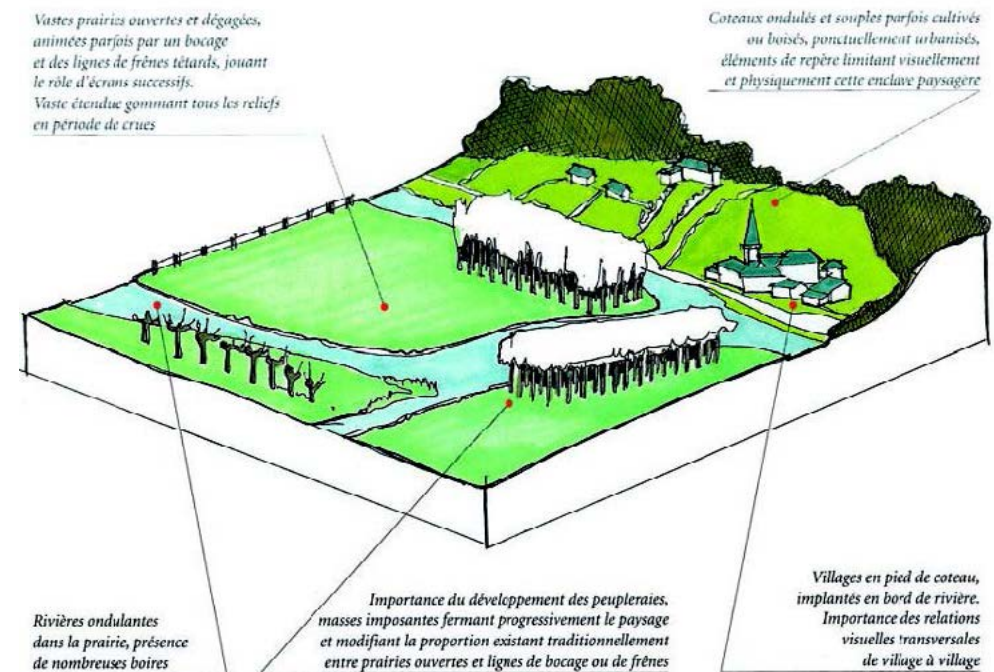 Vastes prairies ouvertes et dégagées,
animées parfois par un bocage
et des lignes de frênes têtards, jouant
le rôle d'écrans successifs.
Vaste étendue gommant tous les reliefs
en période de crues
Coteaux ondulés et souples parfois cultivés
ou boisés, ponctuellement urbanisés,
éléments de repère limitant visuellement
et physiquement cette enclave paysagère
Rivières ondulantes
dans la prairie, présence
de nombreuses boires
Importance du développement des peupleraies,
masses imposantes fermant progressivement le paysage
et modifiant la proportion existant traditionnellement
entre prairies ouvertes et lignes de bocage ou de frênes
Villages en pied de coteau,
implantés en bord de rivière.
Importance des relations
visuelles transversales
de village à village